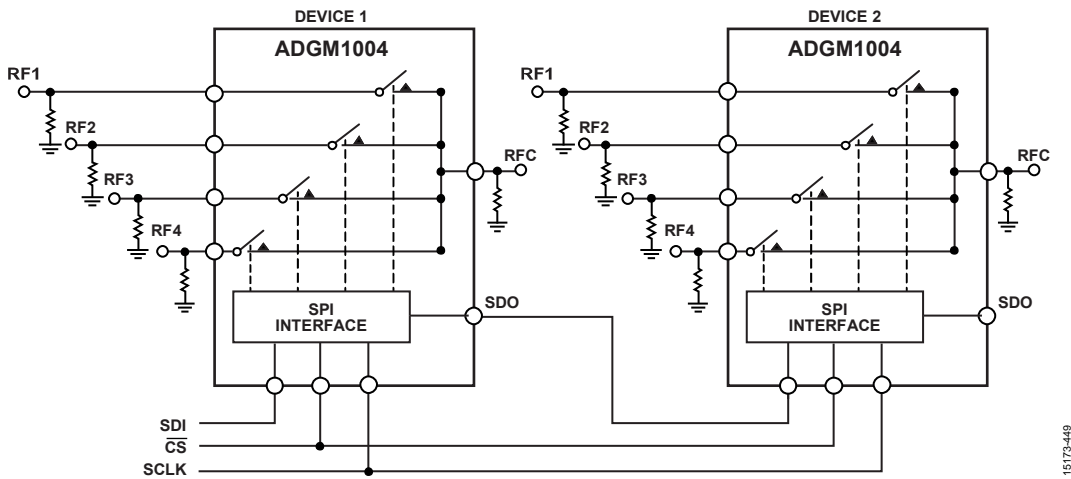 DEVICE 1
ADGM1004
RF1
RF2
RF3
RF4
RFC
SPI
INTERFACE
SDO
DEVICE 2
ADGM1004
RF1
RF2
RF3
RF4
RFC
SPI
INTERFACE
SDO
SDI
CS
SCLK
15173-449